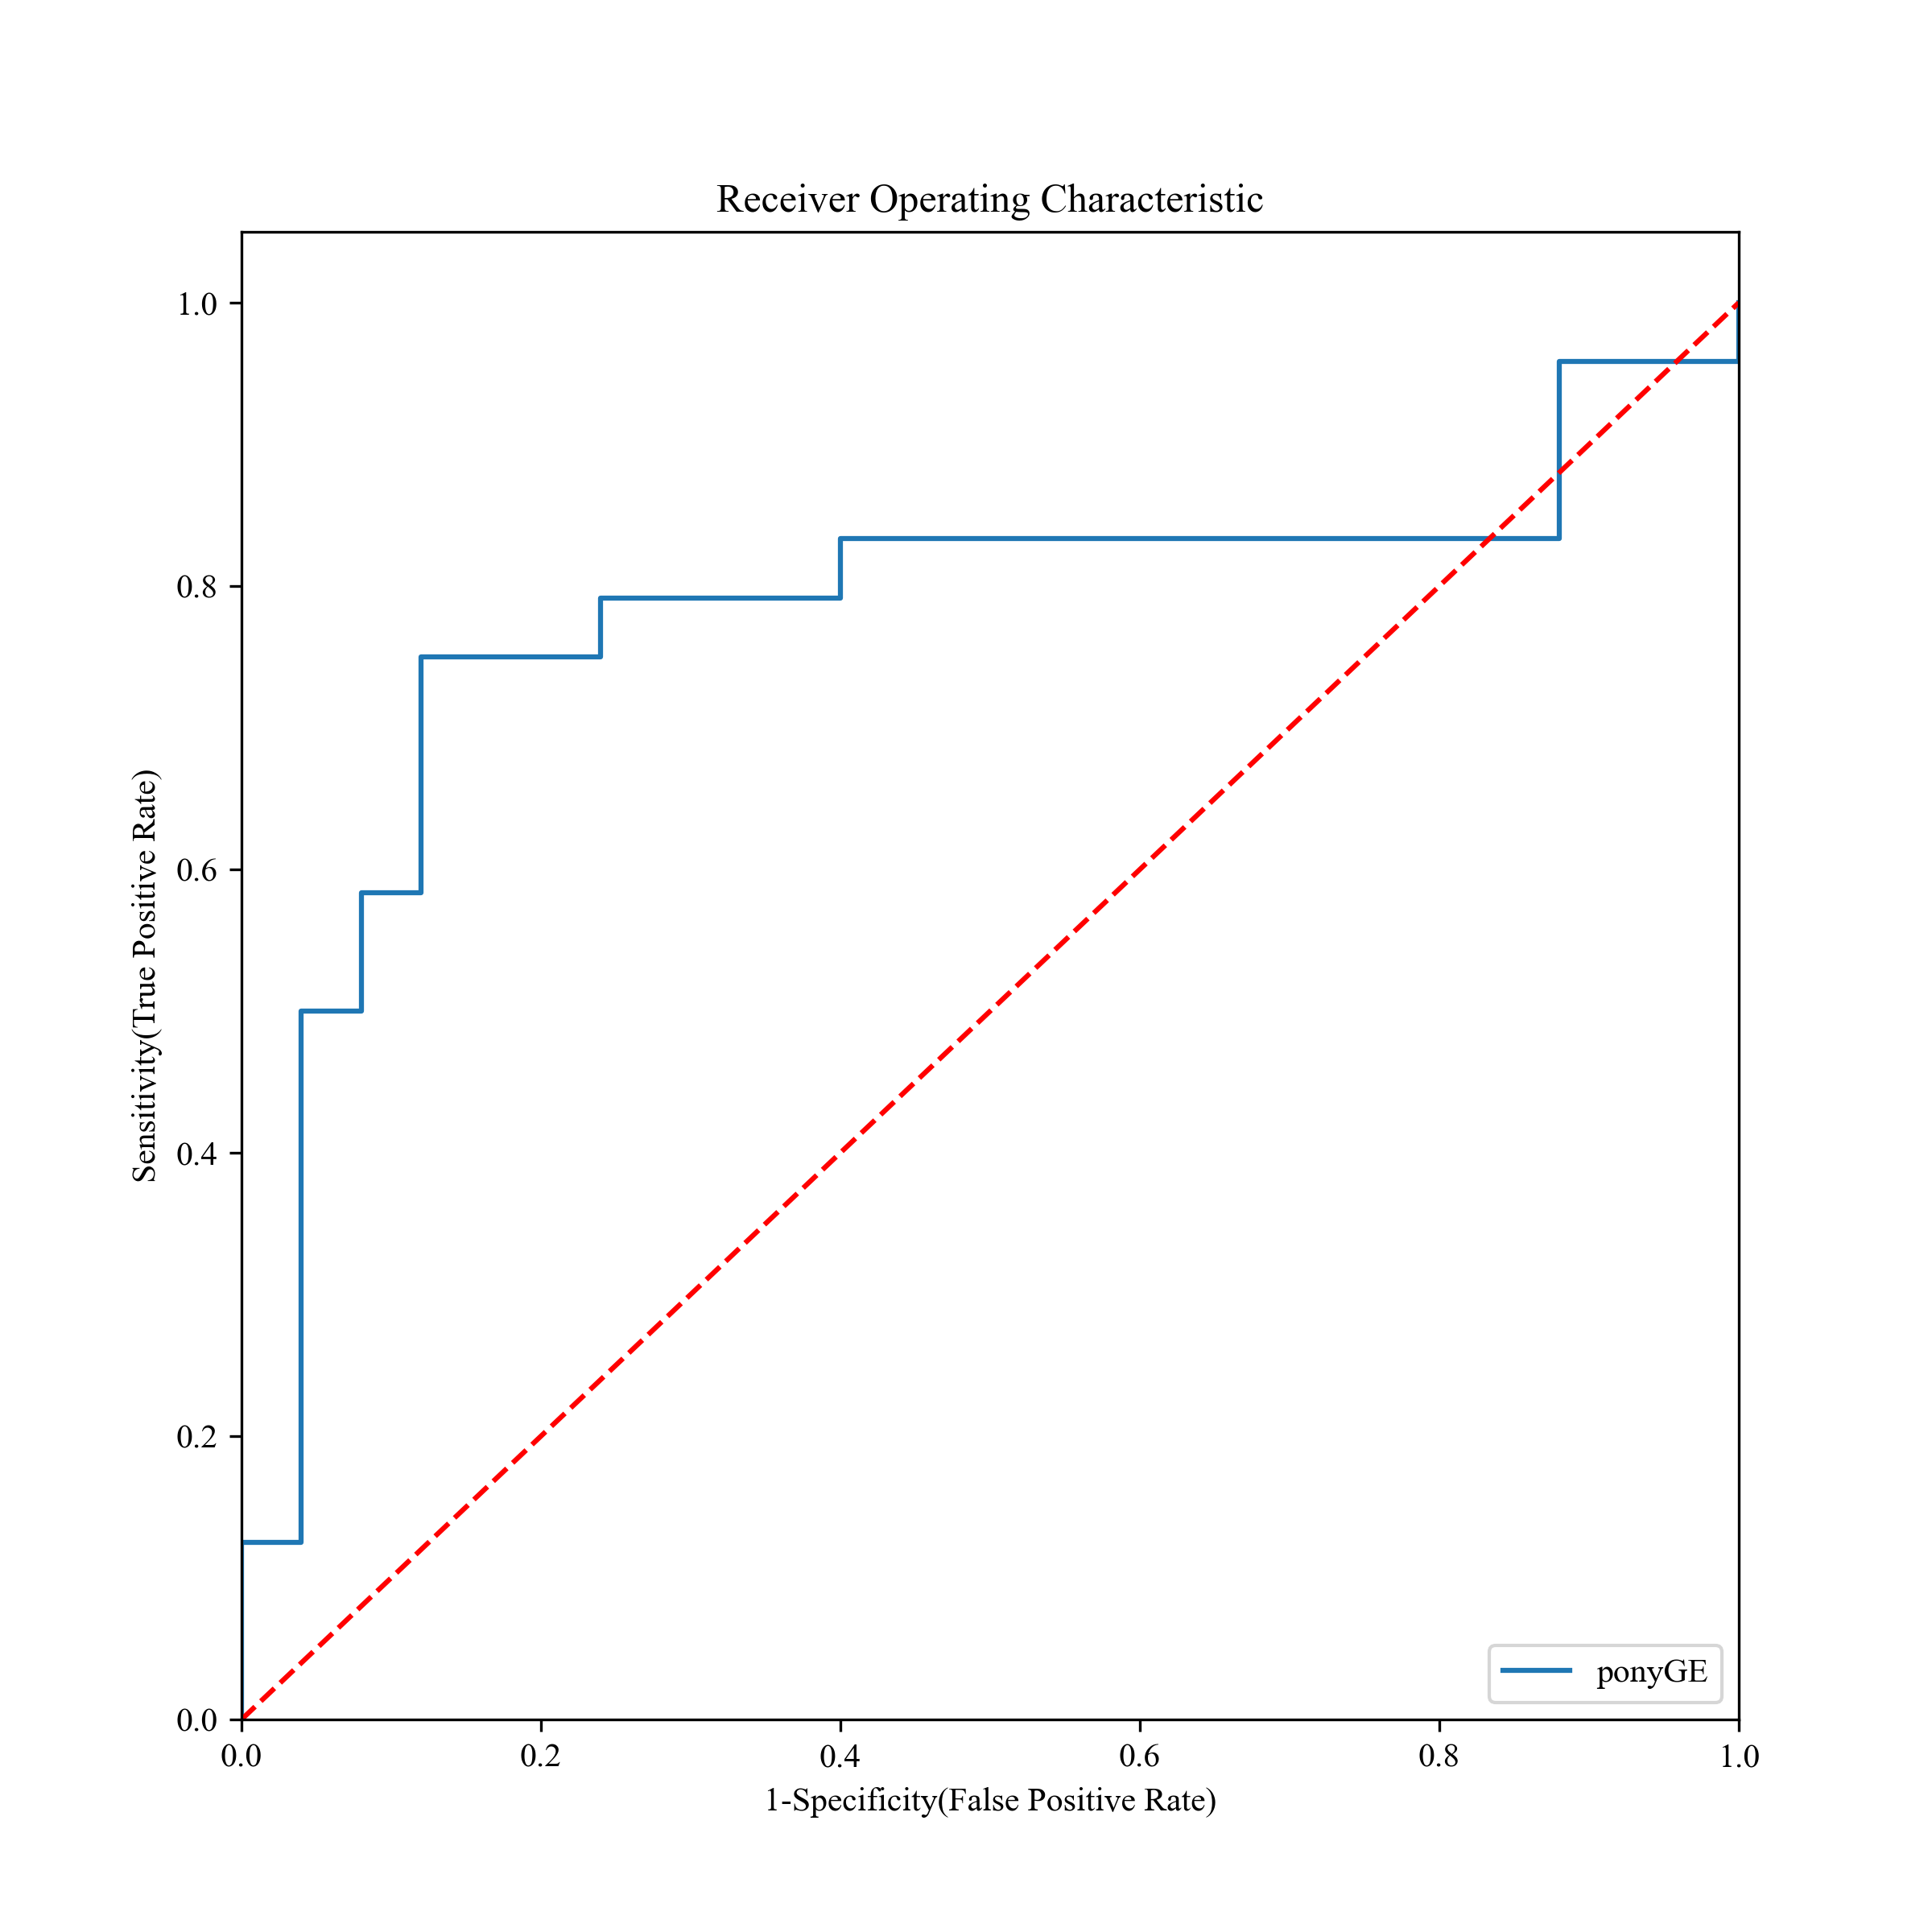 Receiver Operating Characteristic
1.0
0.8
0.6
0.4
0.2
0.0
Sensitivity(True Positive Rate)
0.0 0.2 0.4 0.6 0.8 1.0
1-Specificity(False Positive Rate)
ponyGE